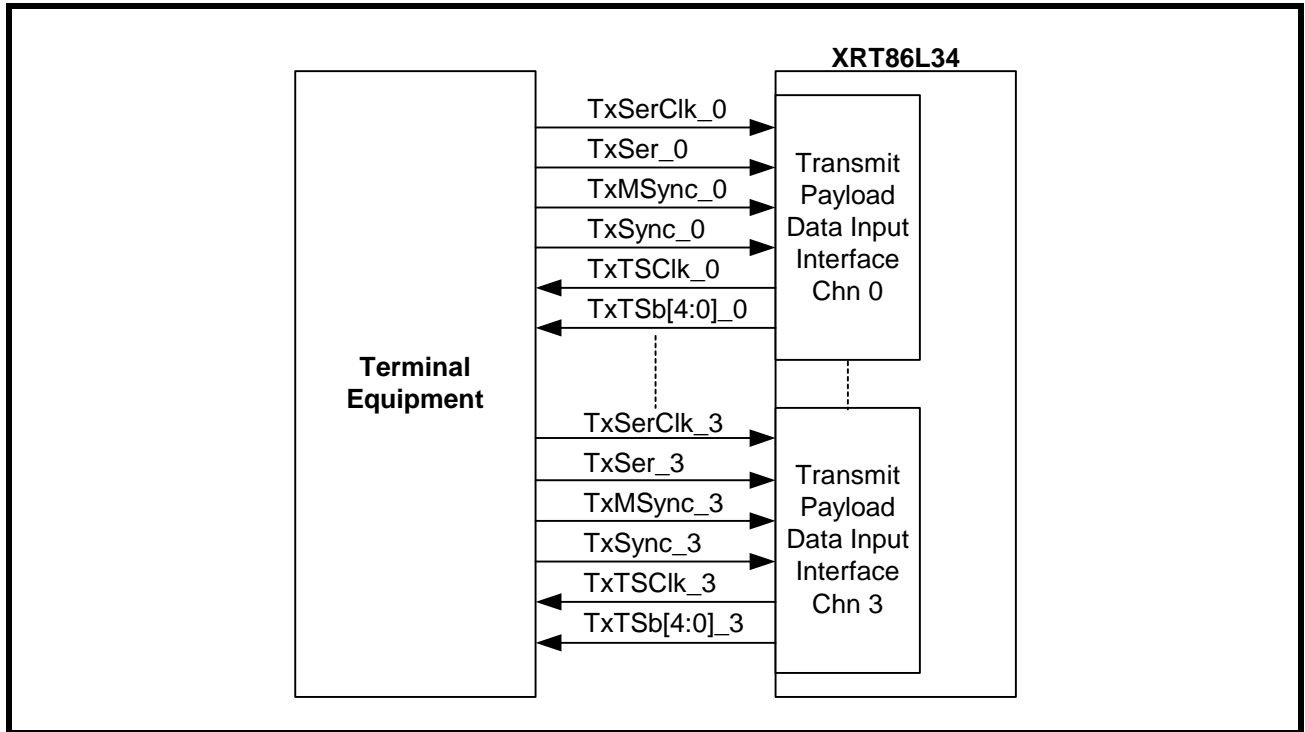 XRT86L34
TxSerClk_0
TxSer_0
TxMSync_0
TxSync_0
TxTSClk_0
TxTSb[4:0]_0
Transmit
Payload
Data Input
Interface
Chn 0
Terminal
Equipment
TxSerClk_3
TxSer_3
TxMSync_3
TxSync_3
TxTSClk_3
TxTSb[4:0]_3
Transmit
Payload
Data Input
Interface
Chn 3